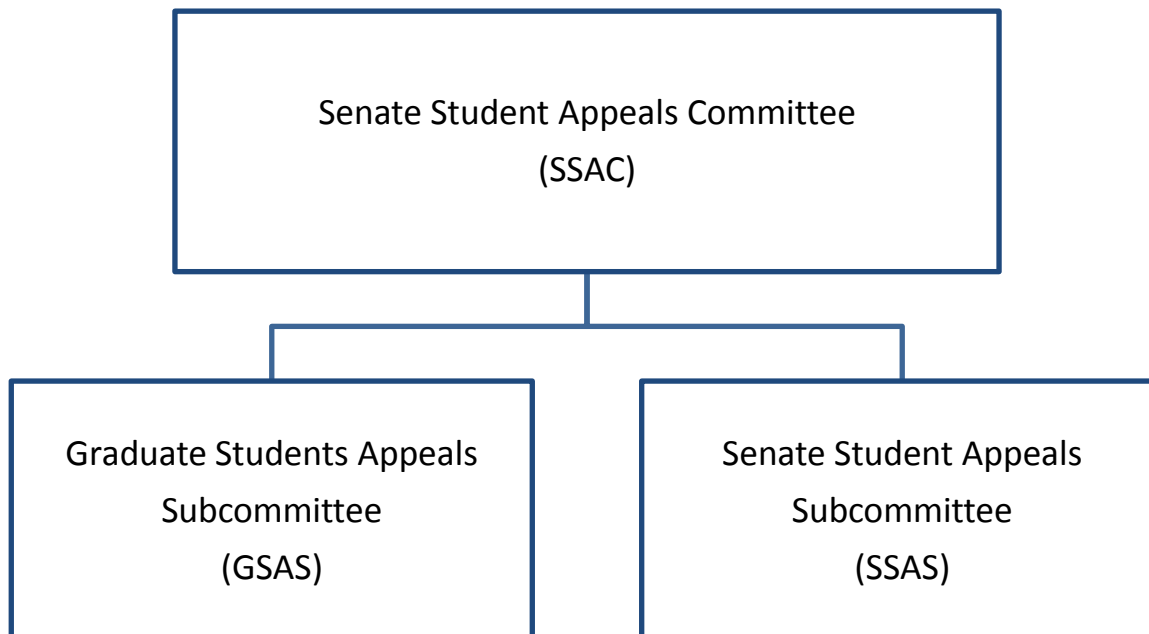 Senate Student Appeals Committee
(SSAC)
Graduate Students Appeals
Subcommittee
(GSAS)
Senate Student Appeals
Subcommittee
(SSAS)